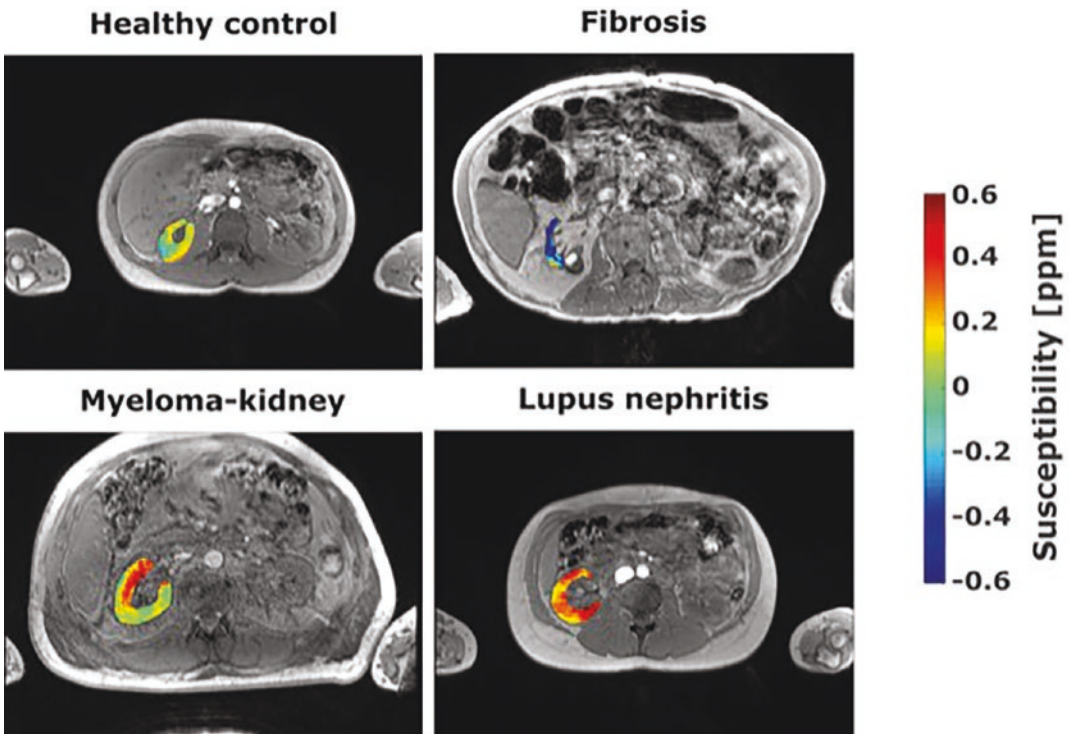 Healthy control
Fibrosis
Myeloma-kidney
Lupus nephritis
0.6
0.4
0.2
0
-0.2
-0.4
-0.6
Susceptibility [ppm]